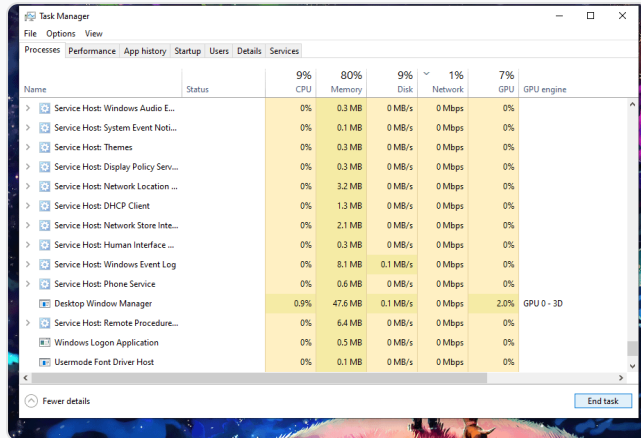 Task Manager
File Options View
Processes Performance App history Startup Users Details Services
9% 80% 9% 1% 7%
Name Status CPU Memory Disk Network GPU GPU engine
Service Host: Windows Audio E... 0% 0.3 MB 0 MB/s 0 Mbps 0%
Service Host: System Event Noti... 0% 0.1 MB 0 MB/s 0 Mbps 0%
Service Host: Themes 0% 0.3 MB 0 MB/s 0 Mbps 0%
Service Host: Display Policy Serv... 0% 0.3 MB 0 MB/s 0 Mbps 0%
Service Host: Network Location ... 0% 3.2 MB 0 MB/s 0 Mbps 0%
Service Host: DHCP Client 0% 1.3 MB 0 MB/s 0 Mbps 0%
Service Host: Network Store Inte... 0% 2.1 MB 0 MB/s 0 Mbps 0%
Service Host: Human Interface ... 0% 0.3 MB 0 MB/s 0 Mbps 0%
Service Host: Windows Event Log 0% 8.1 MB 0.1 MB/s 0 Mbps 0%
Service Host: Phone Service 0% 0.6 MB 0 MB/s 0 Mbps 0%
Desktop Window Manager 0.9% 47.6 MB 0.1 MB/s 0 Mbps 2.0% GPU 0 - 3D
Service Host: Remote Procedure... 0% 6.4 MB 0 MB/s 0 Mbps 0%
Windows Logon Application 0% 0.5 MB 0 MB/s 0 Mbps 0%
Usermode Font Driver Host 0% 0.1 MB 0 MB/s 0 Mbps 0%
Fewer details End task